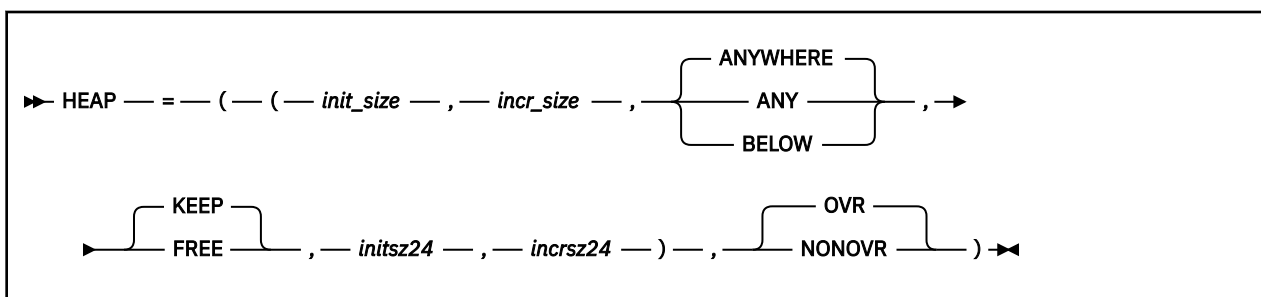 ANYWHERE
HEAP = ( ( init_size , incr_size , ANY ,
BELOW
KEEP OVR
FREE , initsz24 , incrsz24 ) , NONOVR )